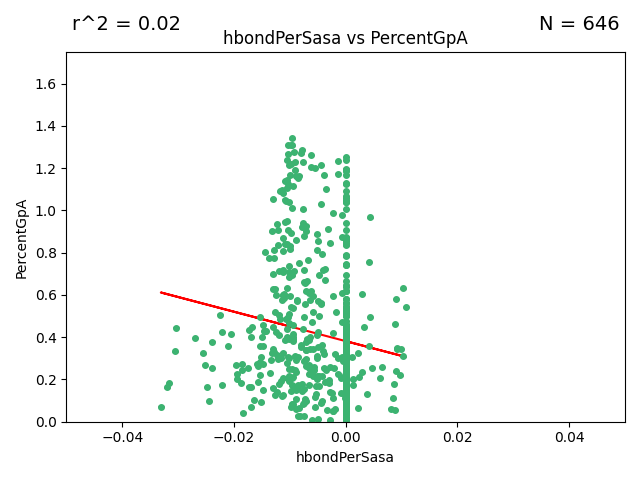 r^2 = 0.02
N = 646
hbondPerSasa vs PercentGpA
PercentGpA
1.6
1.4
1.2
1.0
0.8
0.6
0.4
0.2
0.0
−0.04
−0.02
0.00
0.02
0.04
hbondPerSasa